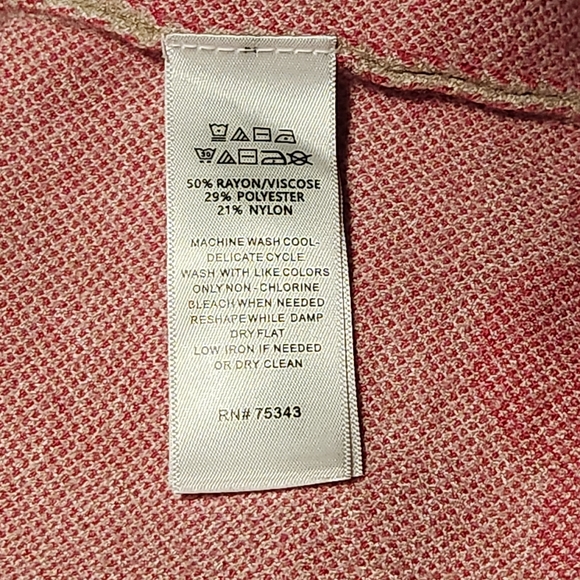 30
50% RAYON/VISCOSE
29% POLYESTER
21% NYLON
MACHINE WASH COOL-
DELICATE CYCLE
WASH WITH LIKE COLORS
ONLY NON-CHLORINE
BLEACH WHEN NEEDED
RESHAPE WHILE DAMP
DRY FLAT
LOW IRON IF NEEDED
OR DRY CLEAN
RN# 75343